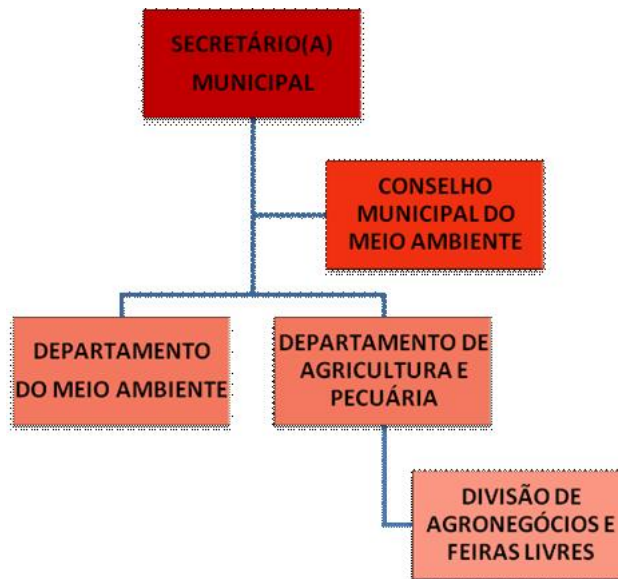 SECRETÁRIO(A)
MUNICIPAL
CONSELHO
MUNICIPAL DO
MEIO AMBIENTE
DEPARTAMENTO
DO MEIO AMBIENTE
DEPARTAMENTO DE
AGRICULTURA E
PECUÁRIA
DIVISÃO DE
AGRONEGÓCIOS E
FEIRAS LIVRES